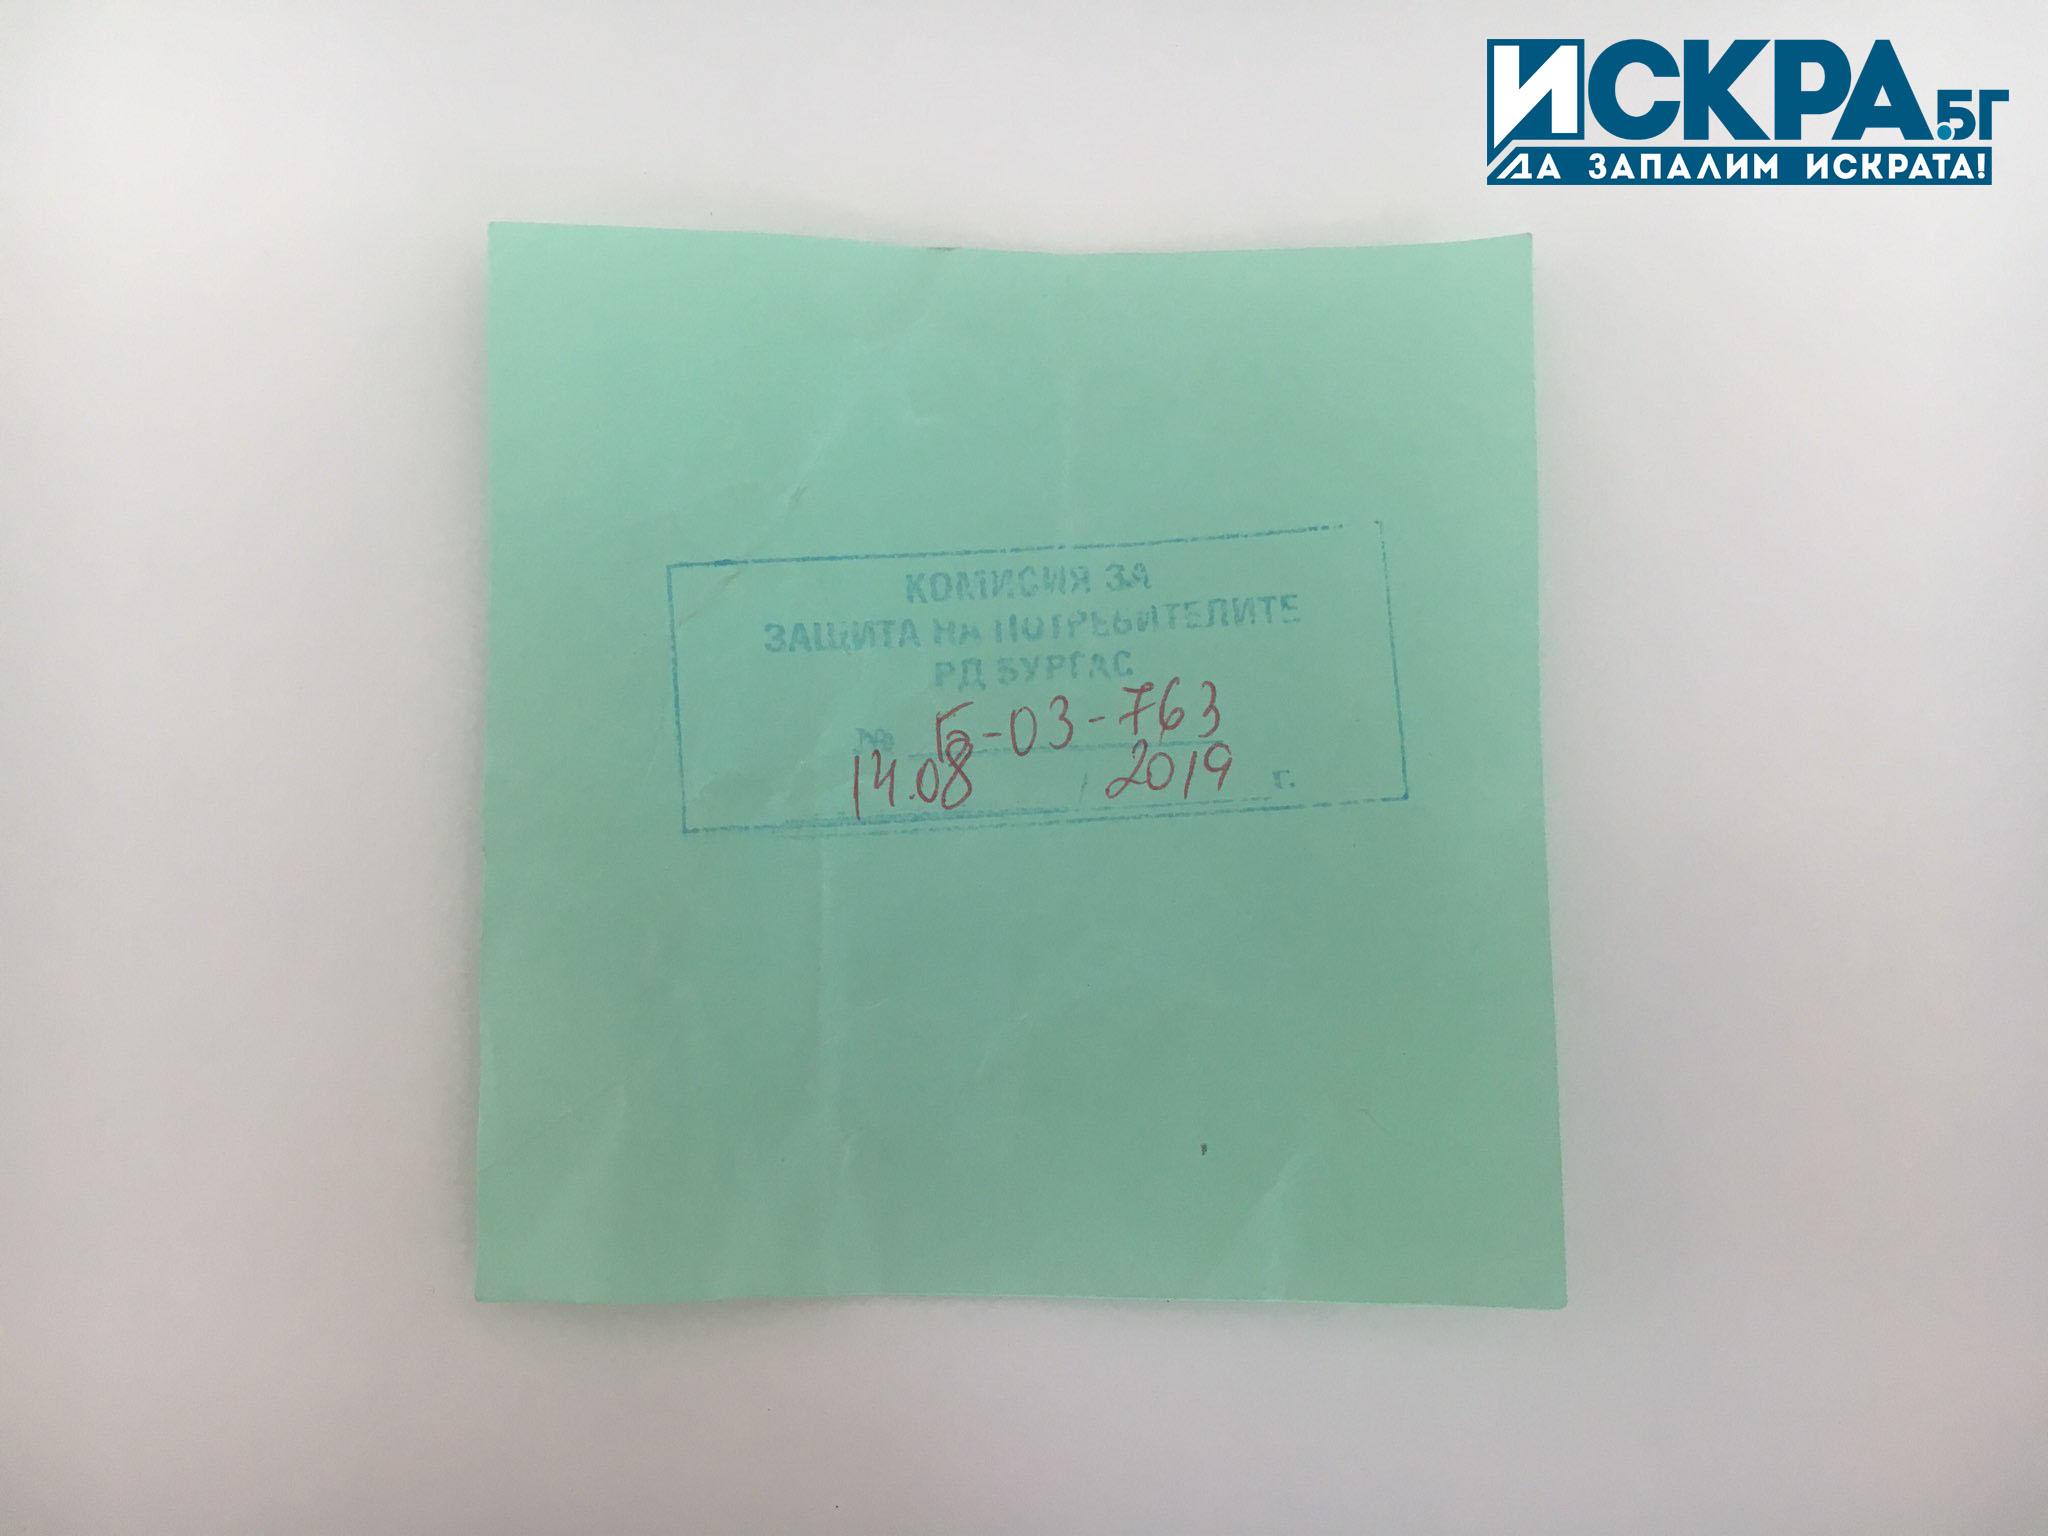 ИСКРА.БГ
ДА ЗАПАЛИМ ИСКРАТА!
КОМИСИЯ ЗА
ЗАЩИТА НА ПОТРЕБИТЕЛИТЕ
РД БУРГАС
№ Б-03-763
14.08 / 2019 г.